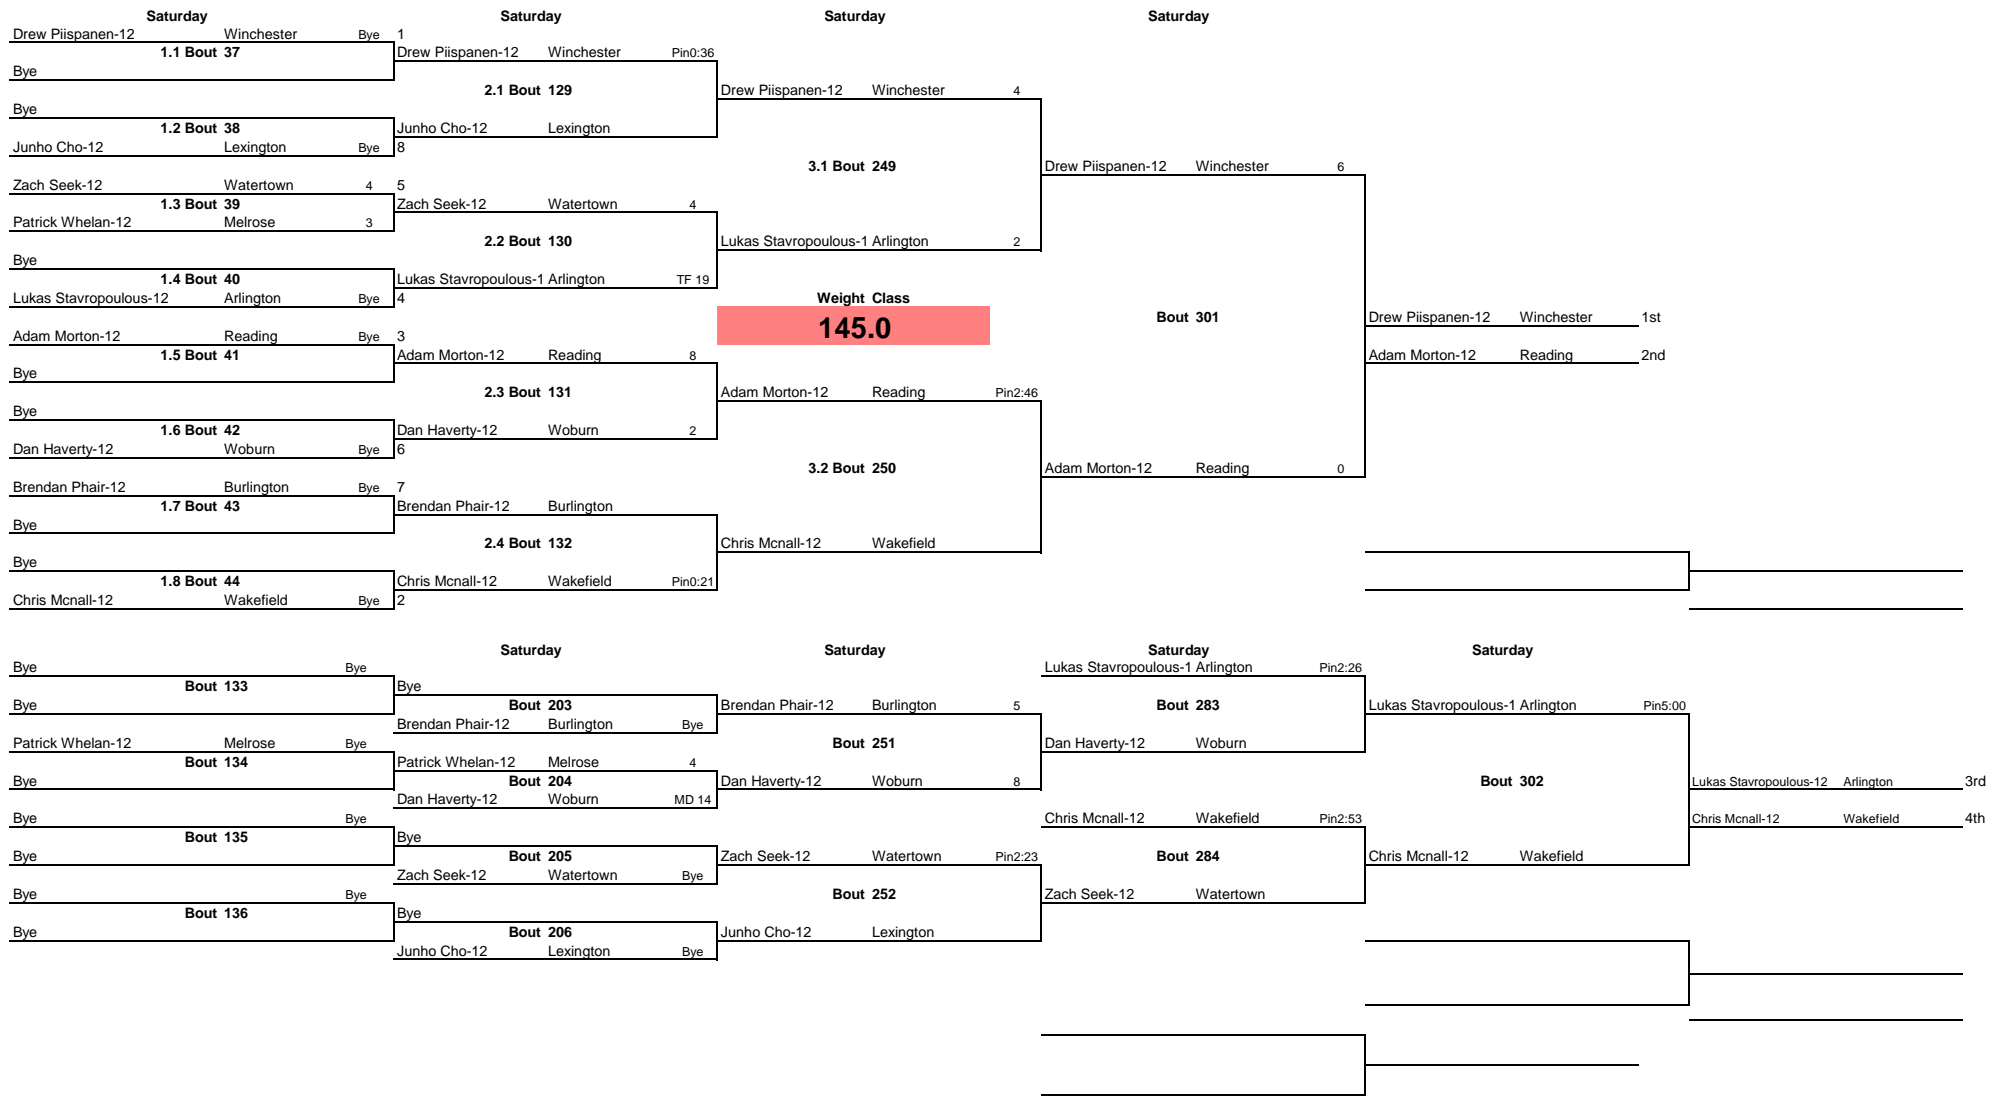 Saturday Saturday Saturday Saturday
Drew Piispanen-12 Winchester Bye 1
1.1 Bout 37 Drew Piispanen-12 Winchester Pin0:36
Bye
2.1 Bout 129 Drew Piispanen-12 Winchester 4
Bye
1.2 Bout 38 Junho Cho-12 Lexington
Junho Cho-12 Lexington Bye 8
3.1 Bout 249 Drew Piispanen-12 Winchester 6
Zach Seek-12 Watertown 4 5
1.3 Bout 39 Zach Seek-12 Watertown 4
Patrick Whelan-12 Melrose 3
2.2 Bout 130 Lukas Stavropoulous-1 Arlington 2
Bye
1.4 Bout 40 Lukas Stavropoulous-1 Arlington TF 19
Lukas Stavropoulous-12 Arlington Bye 4 Weight Class
145.0 Bout 301 Drew Piispanen-12 Winchester 1st
Adam Morton-12 Reading Bye 3
1.5 Bout 41 Adam Morton-12 Reading 8 Adam Morton-12 Reading 2nd
Bye
2.3 Bout 131 Adam Morton-12 Reading Pin2:46
Bye
1.6 Bout 42 Dan Haverty-12 Woburn 2
Dan Haverty-12 Woburn Bye 6
3.2 Bout 250 Adam Morton-12 Reading 0
Brendan Phair-12 Burlington Bye 7
1.7 Bout 43 Brendan Phair-12 Burlington
Bye
2.4 Bout 132 Chris Mcnall-12 Wakefield
Bye
1.8 Bout 44 Chris Mcnall-12 Wakefield Pin0:21
Chris Mcnall-12 Wakefield Bye 2
Saturday Saturday Saturday Saturday
Bye Bye Lukas Stavropoulous-1 Arlington Pin2:26
Bout 133 Bye
Bye Bout 203 Brendan Phair-12 Burlington 5 Bout 283 Lukas Stavropoulous-1 Arlington Pin5:00
Brendan Phair-12 Burlington Bye
Patrick Whelan-12 Melrose Bye Bout 251 Dan Haverty-12 Woburn
Bout 134 Patrick Whelan-12 Melrose 4
Bye Bout 204 Dan Haverty-12 Woburn 8 Bout 302 Lukas Stavropoulous-12 Arlington 3rd
Dan Haverty-12 Woburn MD 14
Bye Bye Chris Mcnall-12 Wakefield Pin2:53 Chris Mcnall-12 Wakefield 4th
Bout 135 Bye
Bye Bout 205 Zach Seek-12 Watertown Pin2:23 Bout 284 Chris Mcnall-12 Wakefield
Zach Seek-12 Watertown Bye
Bye Bye Bout 252 Zach Seek-12 Watertown
Bout 136 Bye
Bye Bout 206 Junho Cho-12 Lexington
Junho Cho-12 Lexington Bye